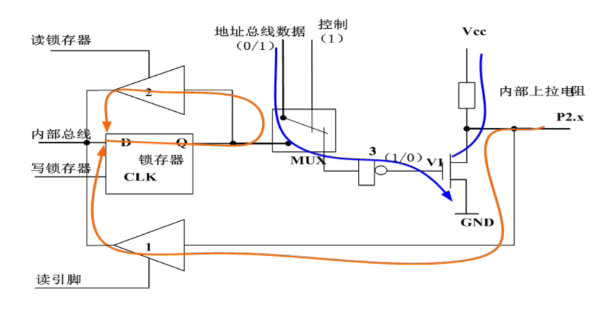 地址总线数据
(0/1)
控制
(1)
Vcc
读锁存器
2
内部上拉电阻
P2.x
内部总线
D
Q
锁存器
CLK
MUX
3
(1/0)
V1
写锁存器
GND
1
读引脚